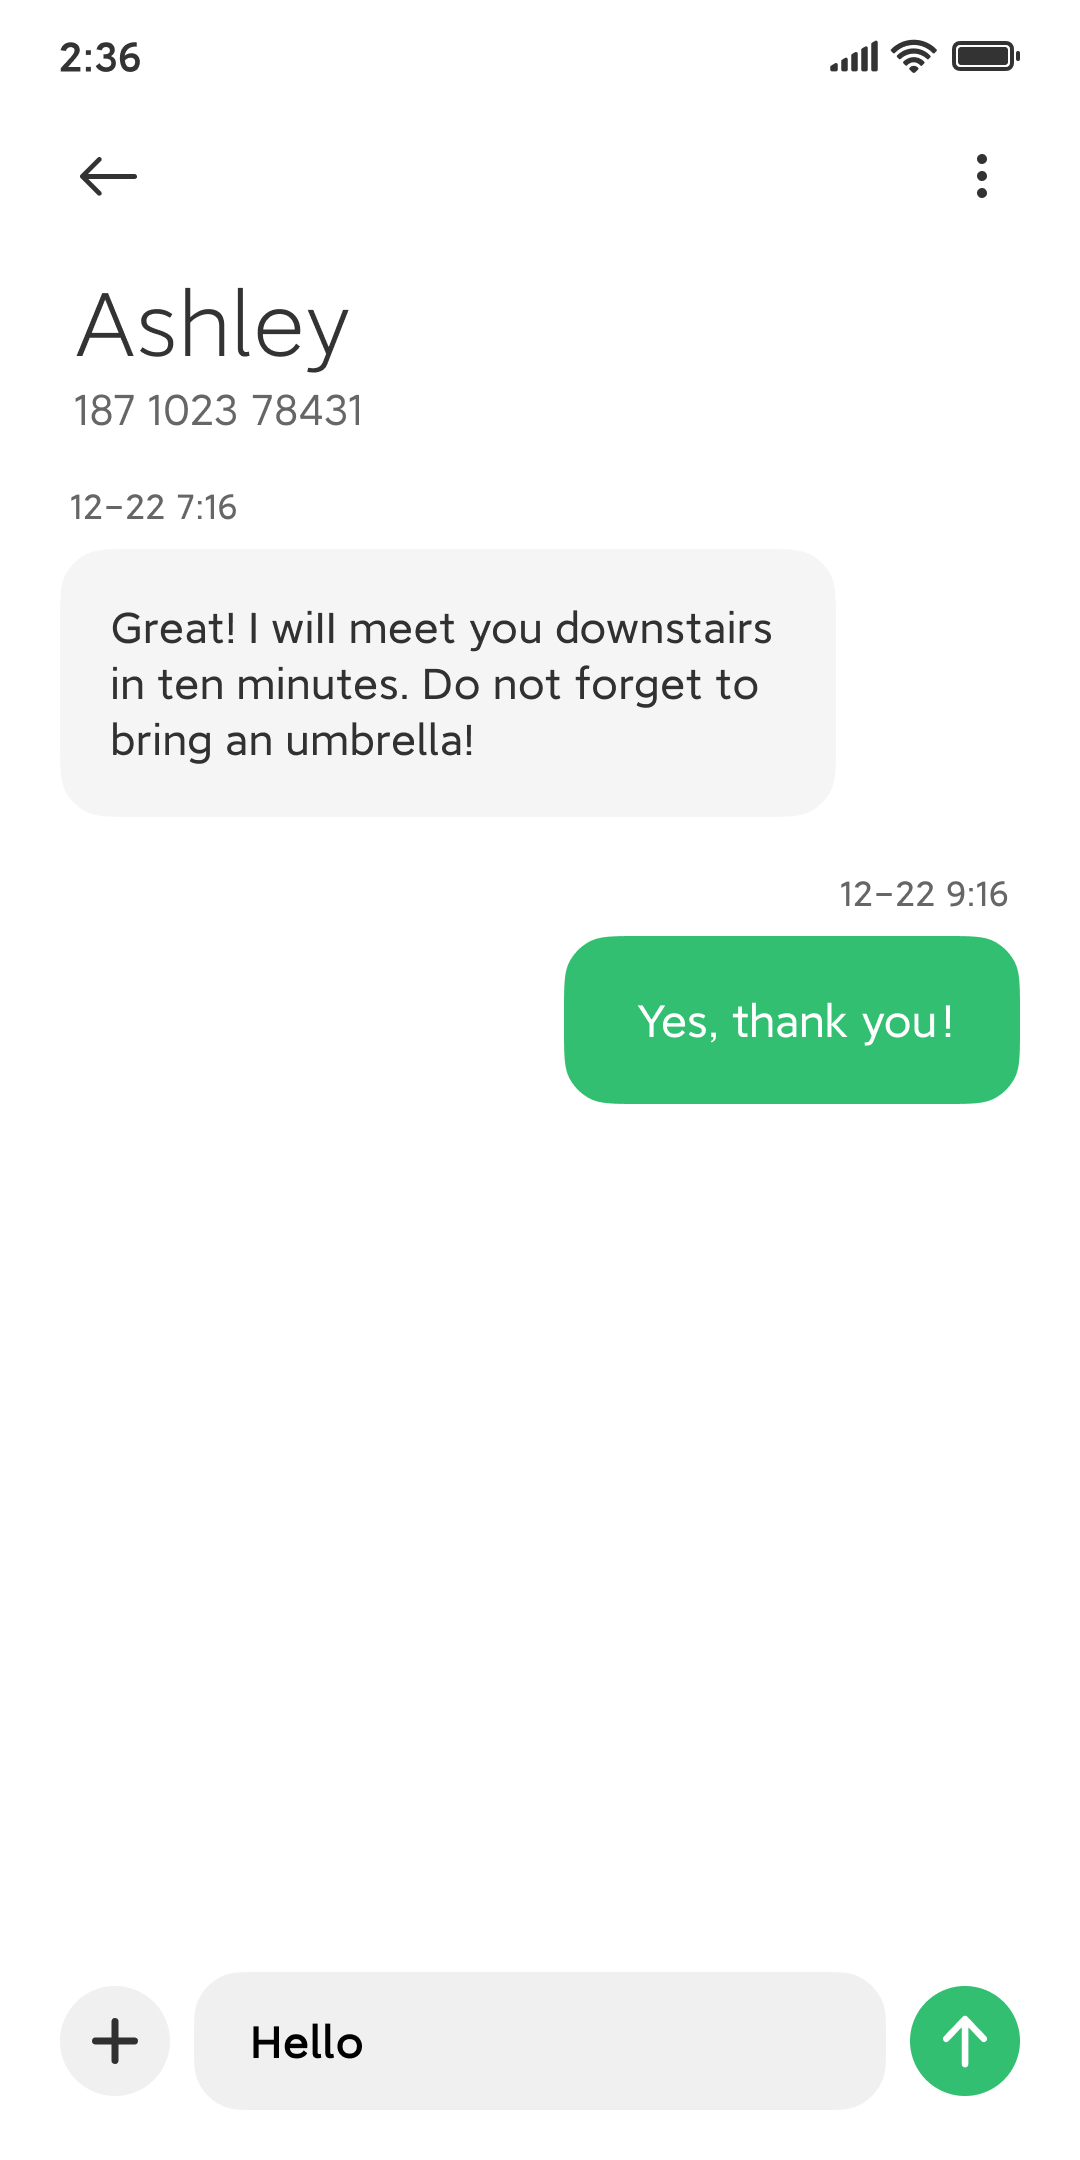 2:36
Ashley
187 1023 78431
12-22 7:16
Great! I will meet you downstairs
in ten minutes. Do not forget to
bring an umbrella!
12-22 9:16
Yes, thank you!
Hello